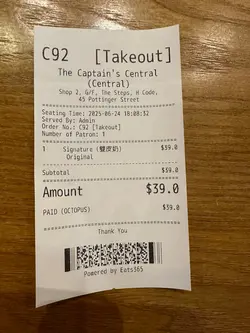 C92 [Takeout]
The Captain's Central
(Central)
Shop 2, G/F, The Steps, H Code,
45 Pottinger Street
Seating Time: 2025-06-24 18:08:32
Served By: Admin
Order No.: C92 [Takeout]
Number of Patron: 1
1 Signature (雙皮奶) $39.0
Original
Subtotal $39.0
Amount $39.0
PAID (OCTOPUS) $39.0
Thank You
Powered by Eats365